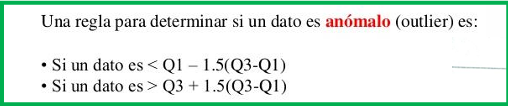 Una regla para determinar si un dato es anómalo (outlier) es:
• Si un dato es < Q1 – 1.5(Q3-Q1)
• Si un dato es > Q3 + 1.5(Q3-Q1)